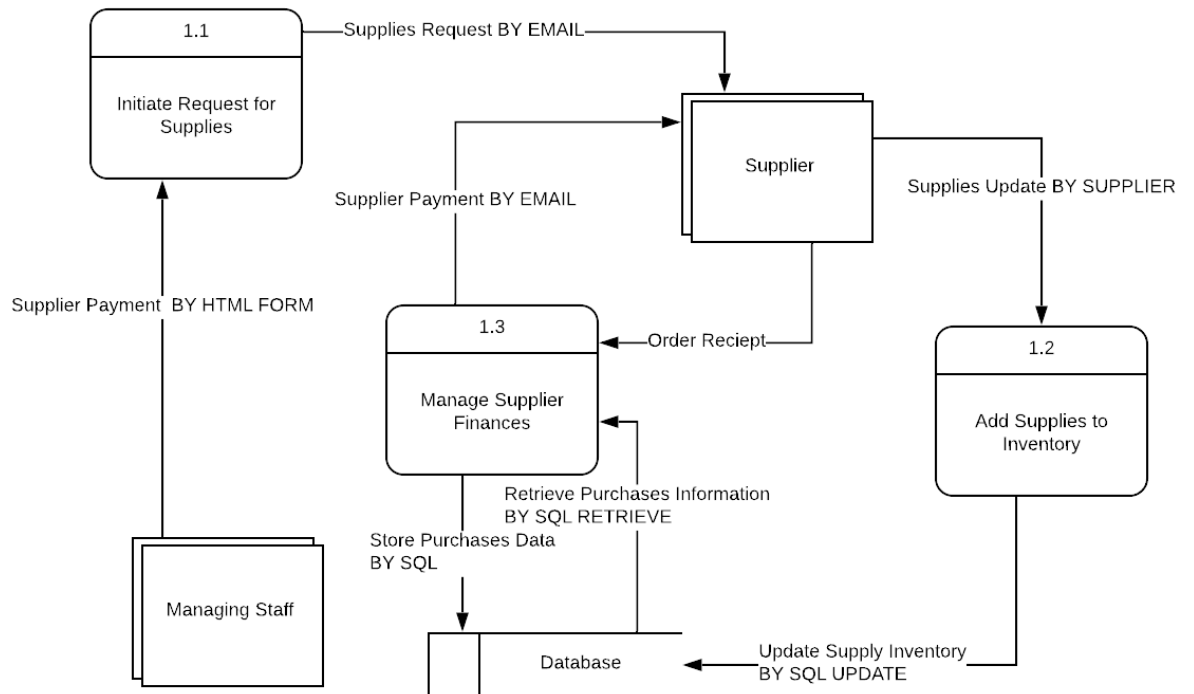 1.1
Supplies Request BY EMAIL
Initiate Request for
Supplies
Supplier
Supplies Update BY SUPPLIER
Supplier Payment BY EMAIL
Supplier Payment  BY HTML FORM
1.3
Order Reciept
1.2
Manage Supplier
Finances
Add Supplies to
Inventory
Retrieve Purchases Information
BY SQL RETRIEVE
Store Purchases Data
BY SQL
Managing Staff
Database
Update Supply Inventory
BY SQL UPDATE